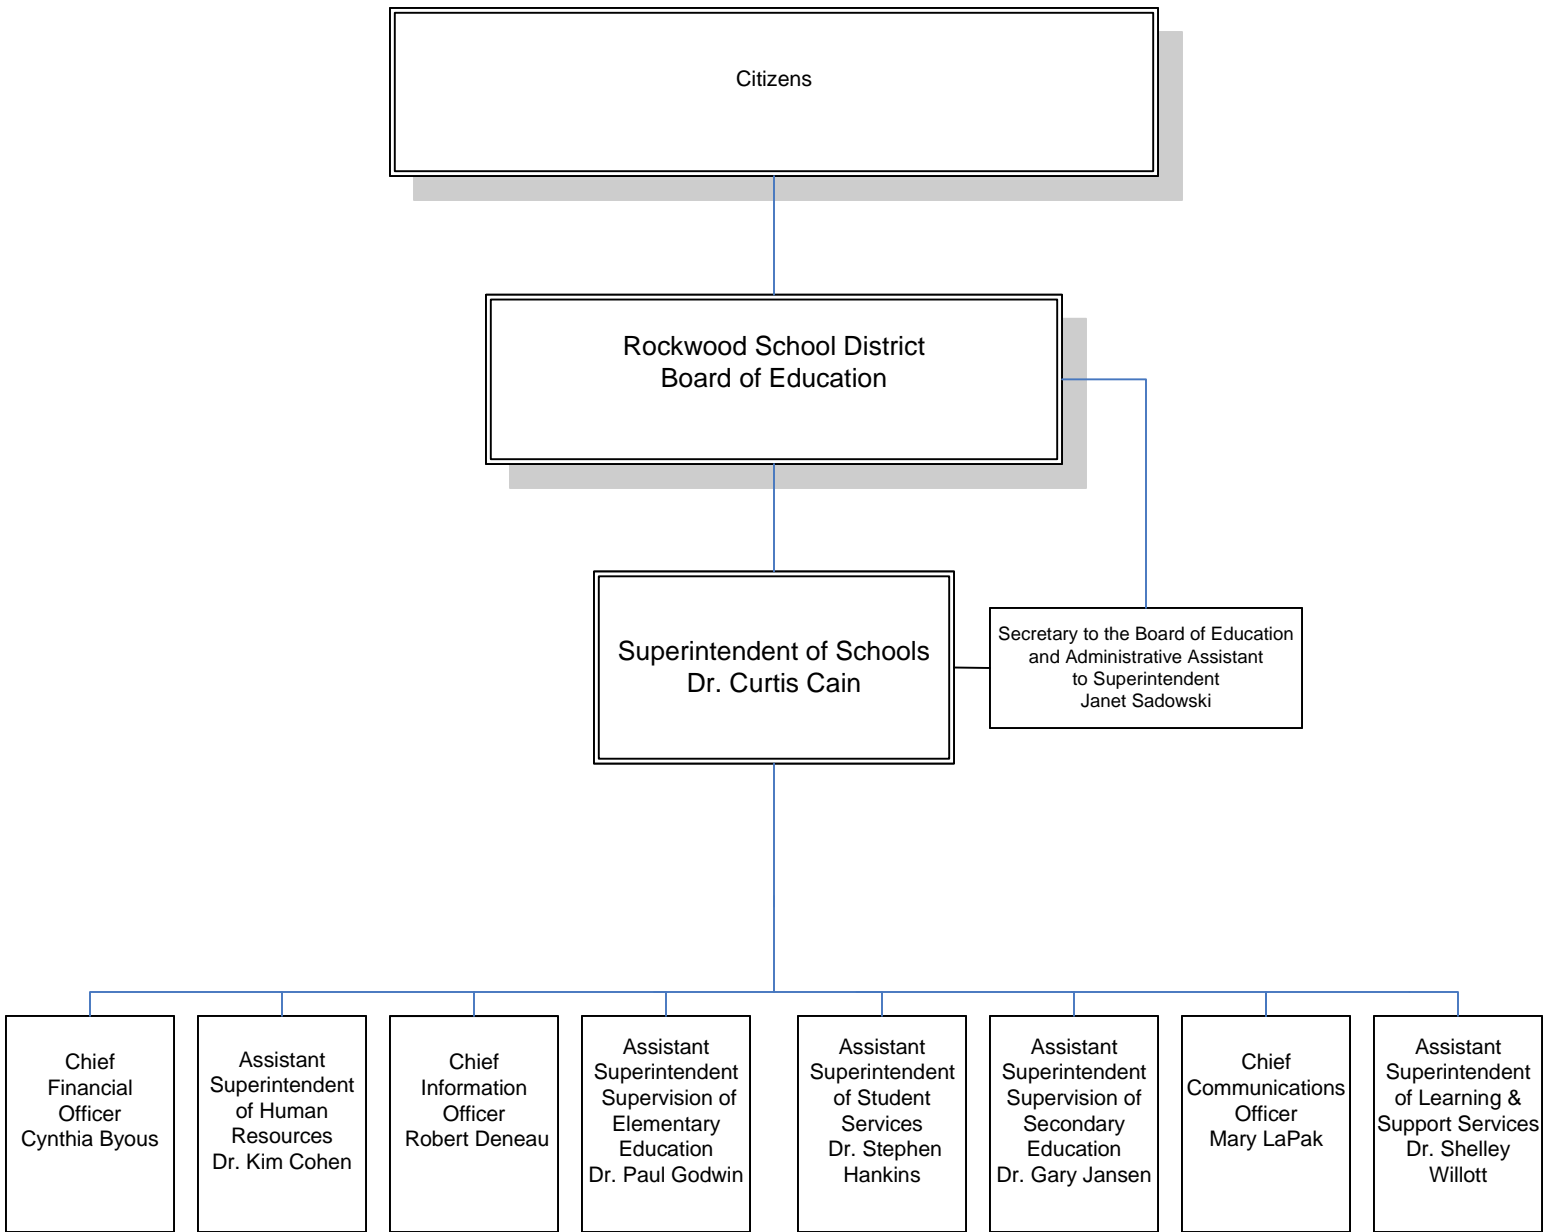 Citizens
Rockwood School District
Board of Education
Superintendent of Schools
Dr. Curtis Cain
Secretary to the Board of Education
and Administrative Assistant
to Superintendent
Janet Sadowski
Chief
Financial
Officer
Cynthia Byous
Assistant
Superintendent
of Human
Resources
Dr. Kim Cohen
Chief
Information
Officer
Robert Deneau
Assistant
Superintendent
Supervision of
Elementary
Education
Dr. Paul Godwin
Assistant
Superintendent
of Student
Services
Dr. Stephen
Hankins
Assistant
Superintendent
Supervision of
Secondary
Education
Dr. Gary Jansen
Chief
Communications
Officer
Mary LaPak
Assistant
Superintendent
of Learning &
Support Services
Dr. Shelley
Willott